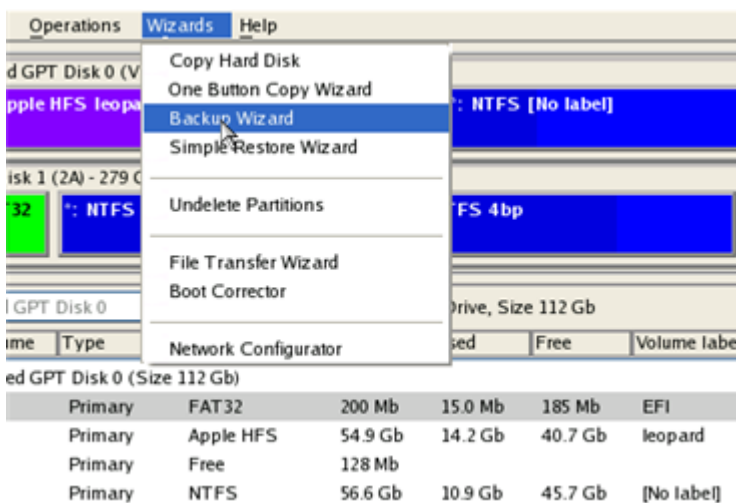 Operations Wizards Help
Copy Hard Disk
d GPT Disk 0 (V
One Button Copy Wizard
pple HFS leopa
Backup Wizard
*: NTFS [No label]
Simple Restore Wizard
isk 1 (2A) - 279 G
32 *: NTFS
Undelete Partitions
FS 4bp
File Transfer Wizard
GPT Disk 0
Boot Corrector
Drive, Size 112 Gb
ume Type
Network Configurator
sed Free Volume labe
ed GPT Disk 0 (Size 112 Gb)
Primary FAT32 200 Mb 15.0 Mb 185 Mb EFI
Primary Apple HFS 54.9 Gb 14.2 Gb 40.7 Gb leopard
Primary Free 128 Mb
Primary NTFS 56.6 Gb 10.9 Gb 45.7 Gb [No label]